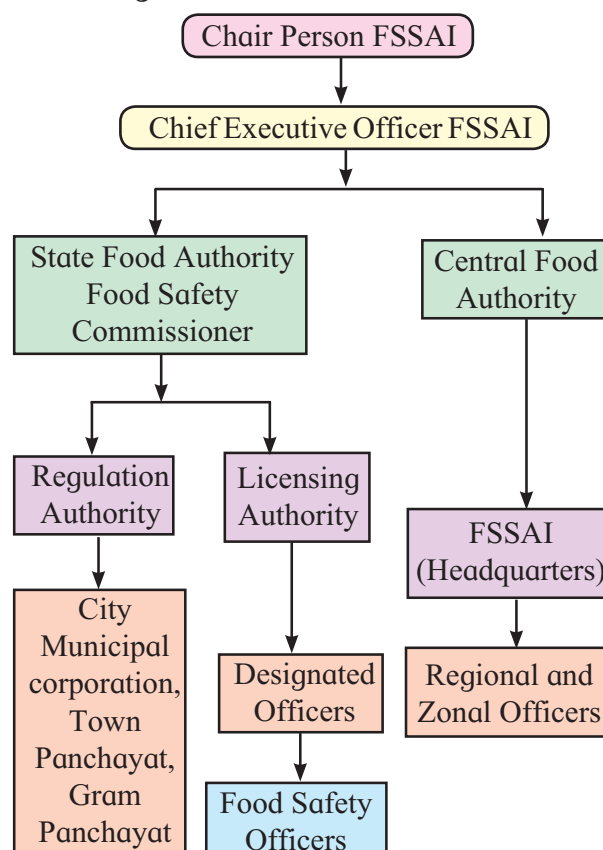 Chair Person FSSAI
Chief Executive Officer FSSAI
State Food Authority
Food Safety
Commissioner
Central Food
Authority
Regulation
Authority
Licensing
Authority
FSSAI
(Headquarters)
City
Municipal
corporation,
Town
Panchayat,
Gram
Panchayat
Designated
Officers
Regional and
Zonal Officers
Food Safety
Officers